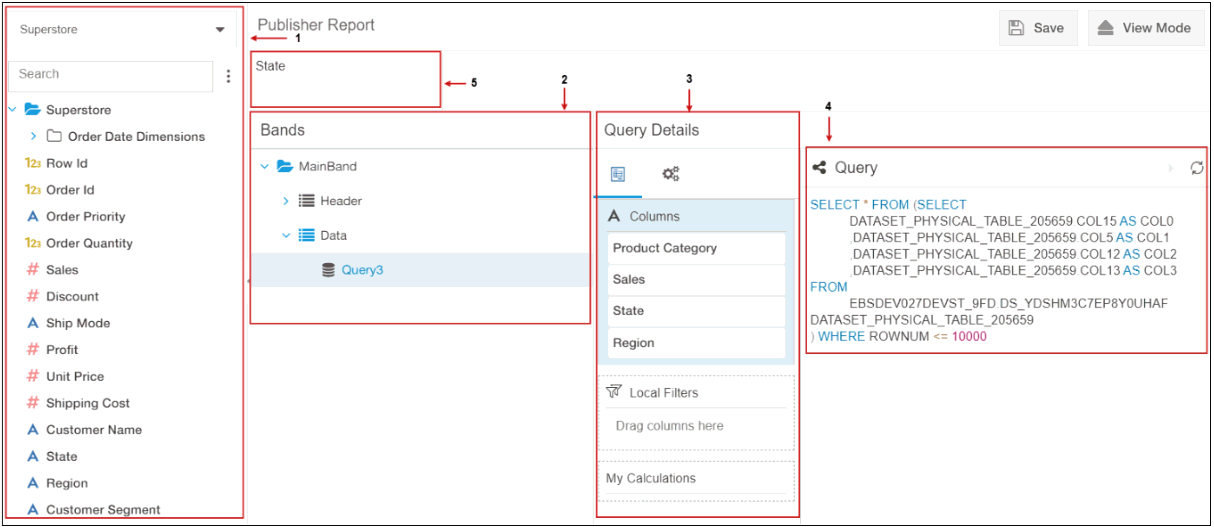 Superstore
1
Search
Superstore
Order Date Dimensions
123 Row Id
123 Order Id
A Order Priority
123 Order Quantity
# Sales
# Discount
A Ship Mode
# Profit
# Unit Price
# Shipping Cost
A Customer Name
A State
A Region
A Customer Segment
Publisher Report
Save
View Mode
State
5
2
Bands
MainBand
Header
Data
Query3
3
Query Details
A Columns
Product Category
Sales
State
Region
Local Filters
Drag columns here
My Calculations
4
Query
SELECT * FROM (SELECT
DATASET_PHYSICAL_TABLE_205659.COL15 AS COL0
,DATASET_PHYSICAL_TABLE_205659.COL5 AS COL1
,DATASET_PHYSICAL_TABLE_205659.COL12 AS COL2
,DATASET_PHYSICAL_TABLE_205659.COL13 AS COL3
FROM
EBSDEV027DEVST_9FD.DS_YDSHM3C7EP8Y0UHAF
DATASET_PHYSICAL_TABLE_205659
) WHERE ROWNUM <= 10000